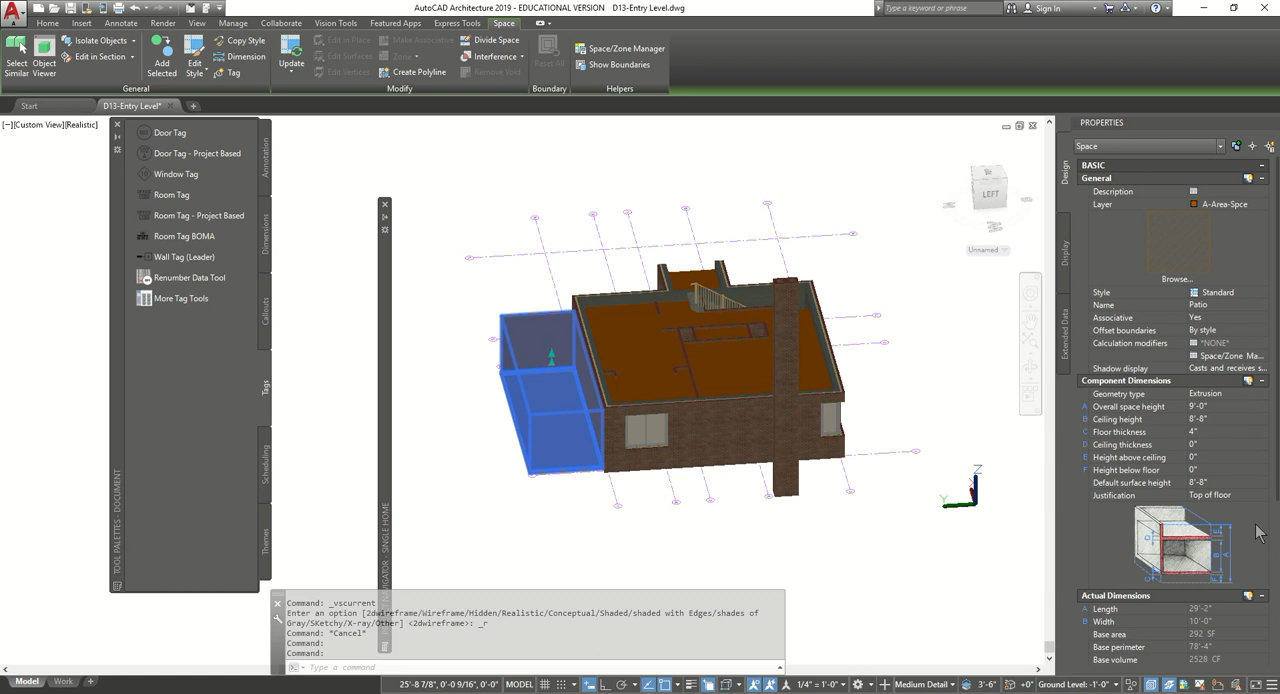 AutoCAD Architecture 2019 - EDUCATIONAL VERSION D13-Entry Level.dwg
Type a keyword or phrase
Sign In
Home Insert Annotate Render View Manage Collaborate Vision Tools Featured Apps Express Tools Space
Select Similar
Object Viewer
Isolate Objects
Edit in Section
Add Selected
Edit Style
Copy Style
Dimension
Tag
General
Update
Edit in Place
Edit Surfaces
Edit Vertices
Make Associative
Zone
Create Polyline
Divide Space
Interference
Remove Void
Modify
Reset All
Boundary
Space/Zone Manager
Show Boundaries
Helpers
Start D13-Entry Level*
[−][Custom View][Realistic]
Door Tag
Door Tag - Project Based
Window Tag
Room Tag
Room Tag - Project Based
Room Tag BOMA
Wall Tag (Leader)
Renumber Data Tool
More Tag Tools
Annotation
Dimensions
Callouts
Tags
Scheduling
Themes
TOOL PALETTES - DOCUMENT
NAVIGATOR - SINGLE HOME
LEFT
Unnamed
Z
Y
Command: _vscurrent
Enter an option [2dwireframe/Wireframe/Hidden/Realistic/Conceptual/Shaded/shaded with Edges/shades of
Gray/SKetchy/X-ray/Other] <2dwireframe>: _r
Command: *Cancel*
Command:
Command:
Type a command
PROPERTIES
Space
Design
Display
Extended Data
BASIC
General
Description
Layer A-Area-Spce
Browse...
Style Standard
Name Patio
Associative Yes
Offset boundaries By style
Calculation modifiers *NONE*
Space/Zone Ma...
Shadow display Casts and receives s...
Component Dimensions
Geometry type Extrusion
A Overall space height 9'-0"
B Ceiling height 8'-8"
C Floor thickness 4"
D Ceiling thickness 0"
E Height above ceiling 0"
F Height below floor 0"
Default surface height 8'-8"
Justification Top of floor
Actual Dimensions
A Length 29'-2"
B Width 10'-0"
Base area 292 SF
Base perimeter 78'-4"
Base volume 2528 CF
Model Work
25'-8 7/8", 0'-0 9/16", 0'-0" MODEL 1/4" = 1'-0" Medium Detail 3'-6" +0" Ground Level:-1'-0"